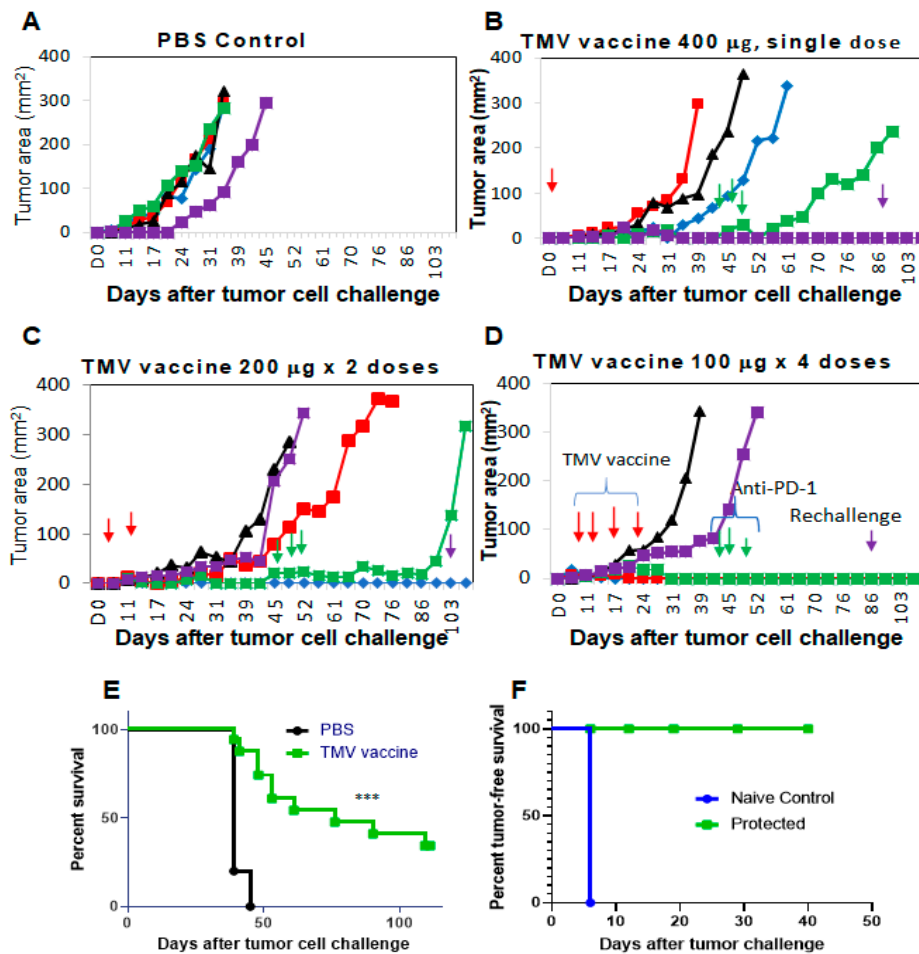 A
PBS Control
Tumor area (mm²)
400
300
200
100
0
D0
11
17
24
31
39
45
52
61
70
76
86
103
Days after tumor cell challenge
B
TMV vaccine 400 µg, single dose
Tumor area (mm²)
400
300
200
100
0
D0
11
17
24
31
39
45
52
61
70
76
86
103
Days after tumor cell challenge
C
TMV vaccine 200 µg x 2 doses
Tumor area (mm²)
400
300
200
100
0
D0
11
17
24
31
39
45
52
61
70
76
86
103
Days after tumor cell challenge
D
TMV vaccine 100 µg x 4 doses
Tumor area (mm²)
400
300
200
100
0
TMV vaccine
Anti-PD-1
Rechallenge
D0
11
17
24
31
39
45
52
61
70
76
86
103
Days after tumor cell challenge
E
Percent survival
100
50
0
PBS
TMV vaccine
***
0
50
100
Days after tumor cell challenge
F
Percent tumor-free survival
100
50
0
Naive Control
Protected
0
10
20
30
40
50
Days after tumor challenge